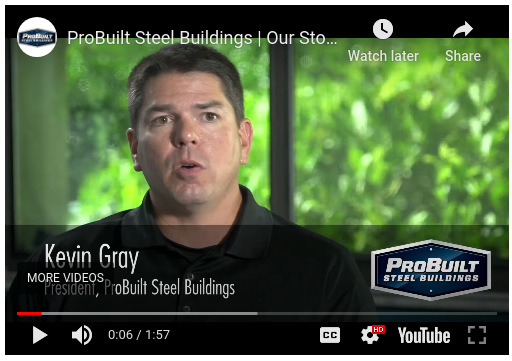 PROBUILT
STEEL BUILDINGS
ProBuilt Steel Buildings | Our Sto…
Watch later
Share
Kevin Gray
MORE VIDEOS
President, ProBuilt Steel Buildings
PROBUILT
STEEL BUILDINGS
0:06 / 1:57
CC
HD
YouTube